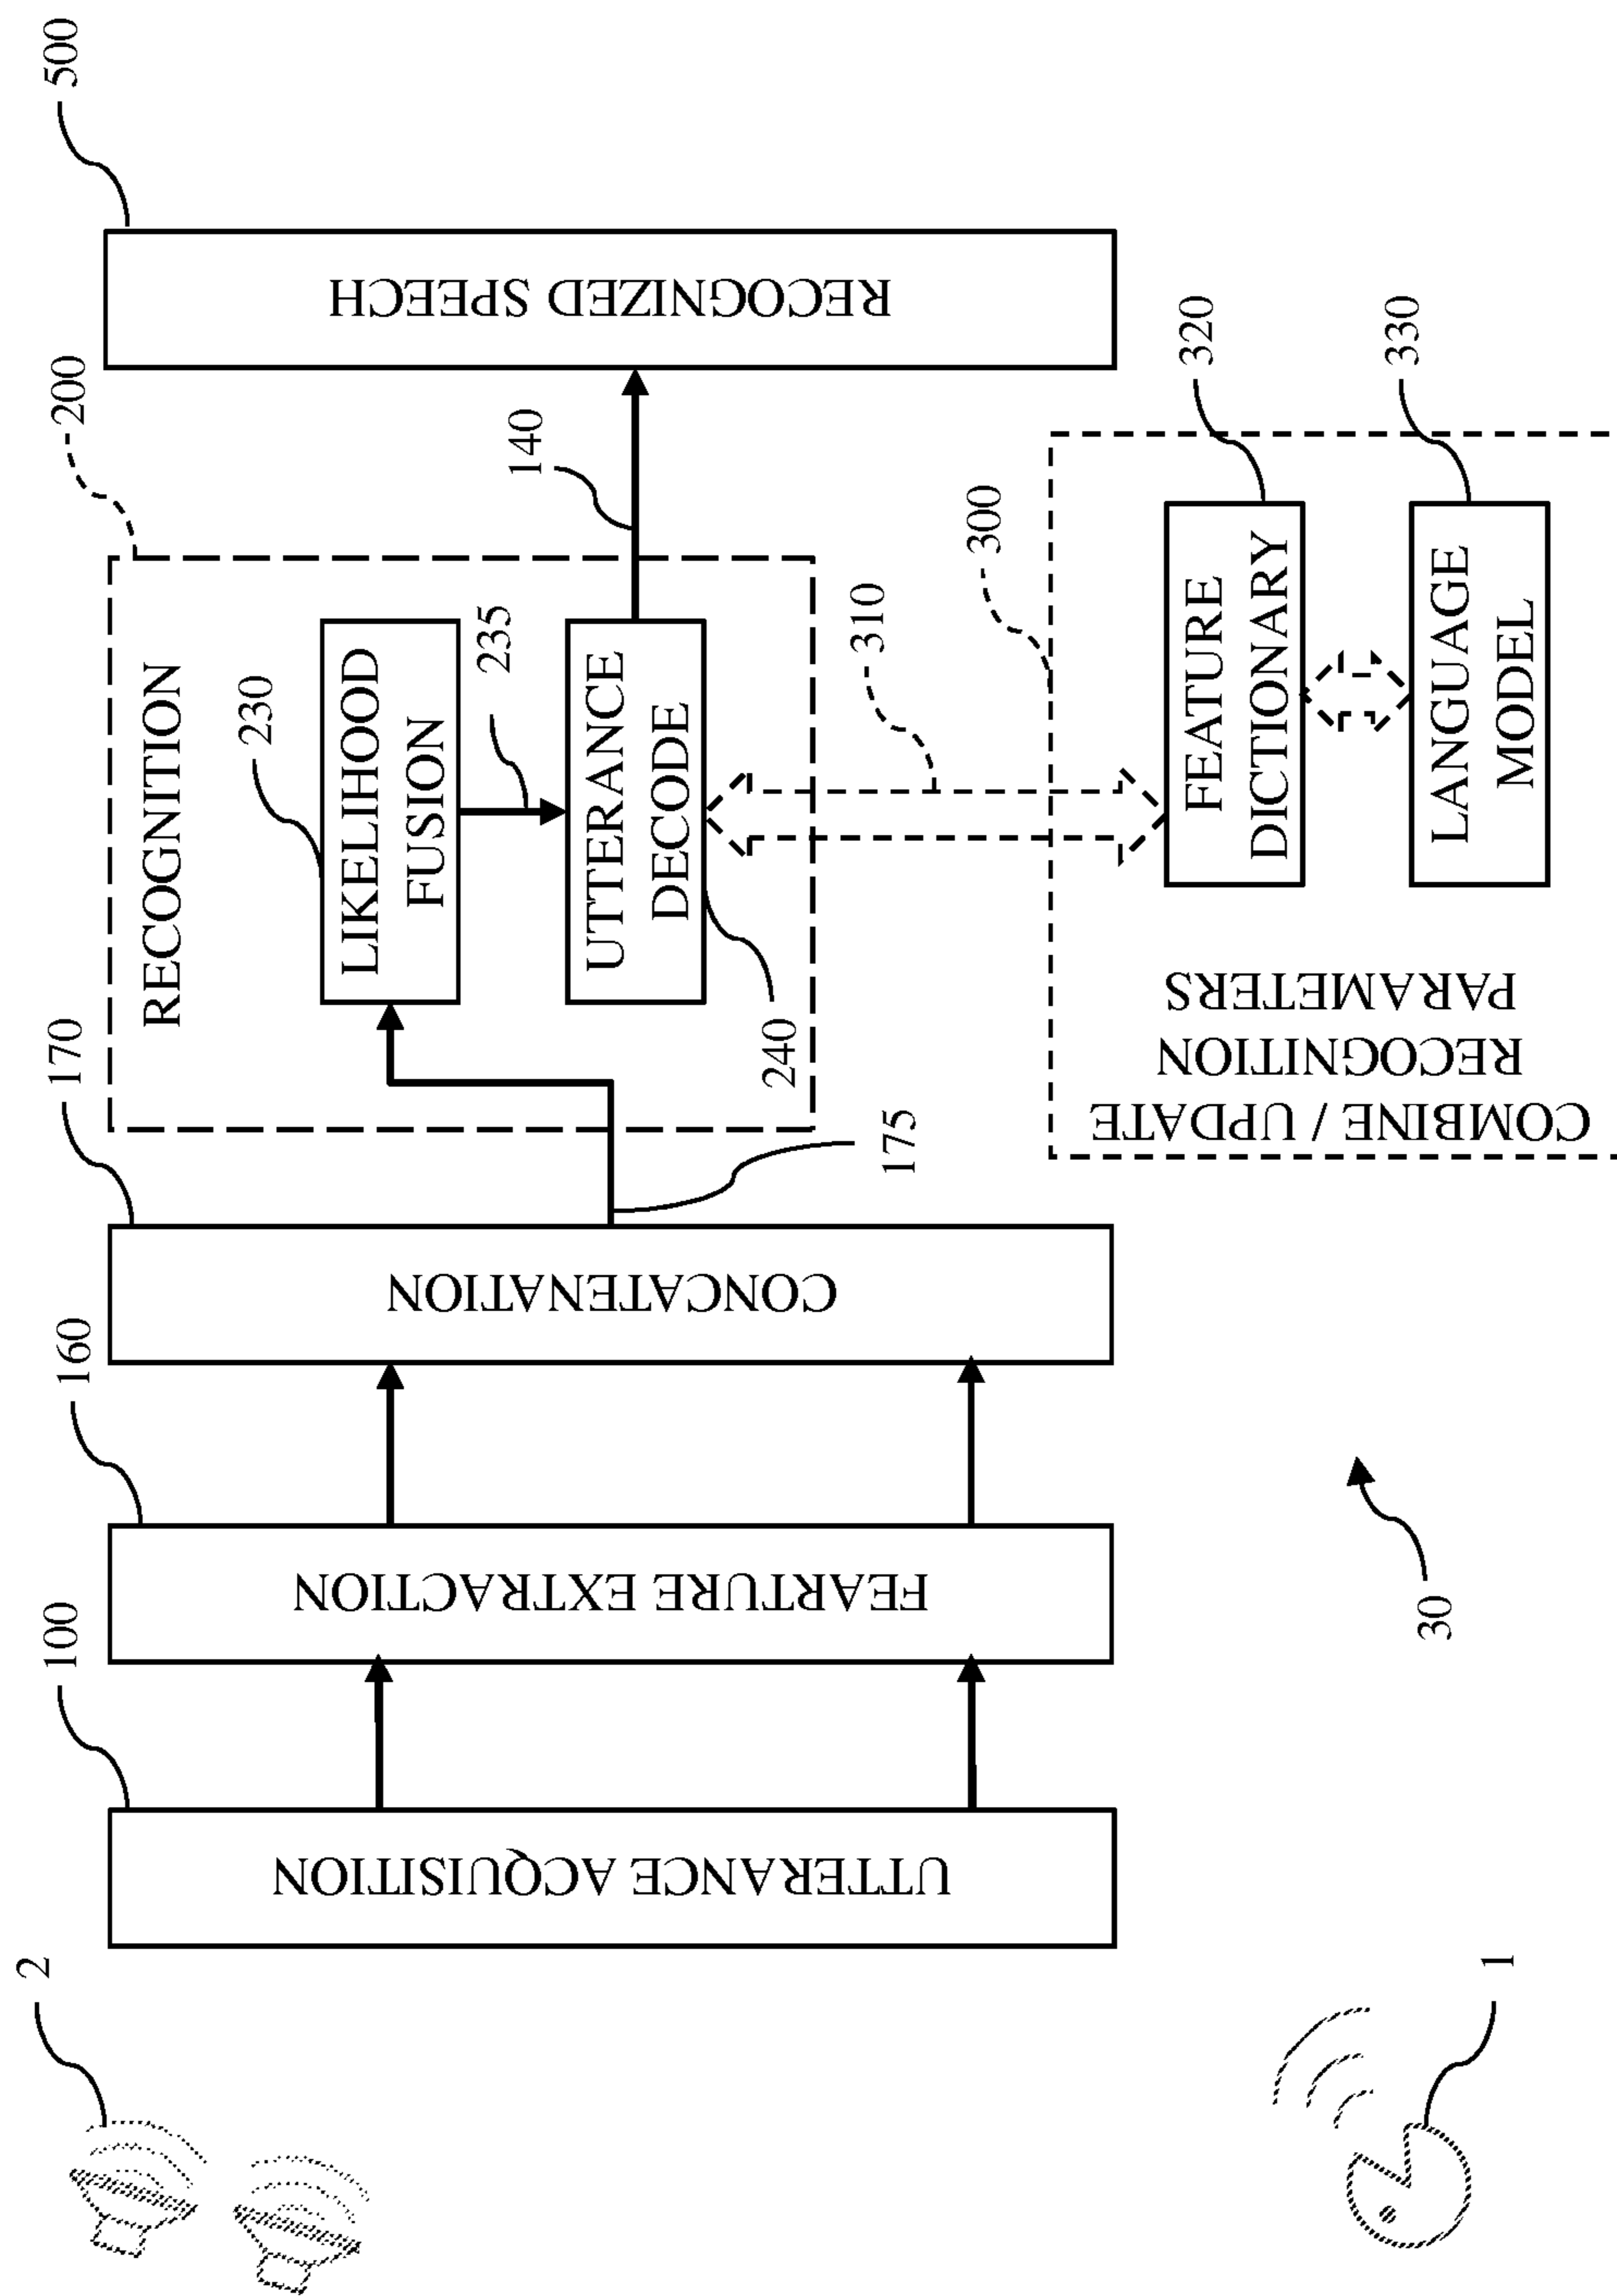 2
100
160
170
200
500
UTTERANCE ACQUISITION
FEARTURE EXTRACTION
CONCATENATION
RECOGNITION
230
LIKELIHOOD
FUSION
235
UTTERANCE
DECODE
240
140
RECOGNIZED SPEECH
175
310
300
COMBINE / UPDATE
RECOGNITION
PARAMETERS
FEATURE
DICTIONARY
320
LANGUAGE
MODEL
330
30
1